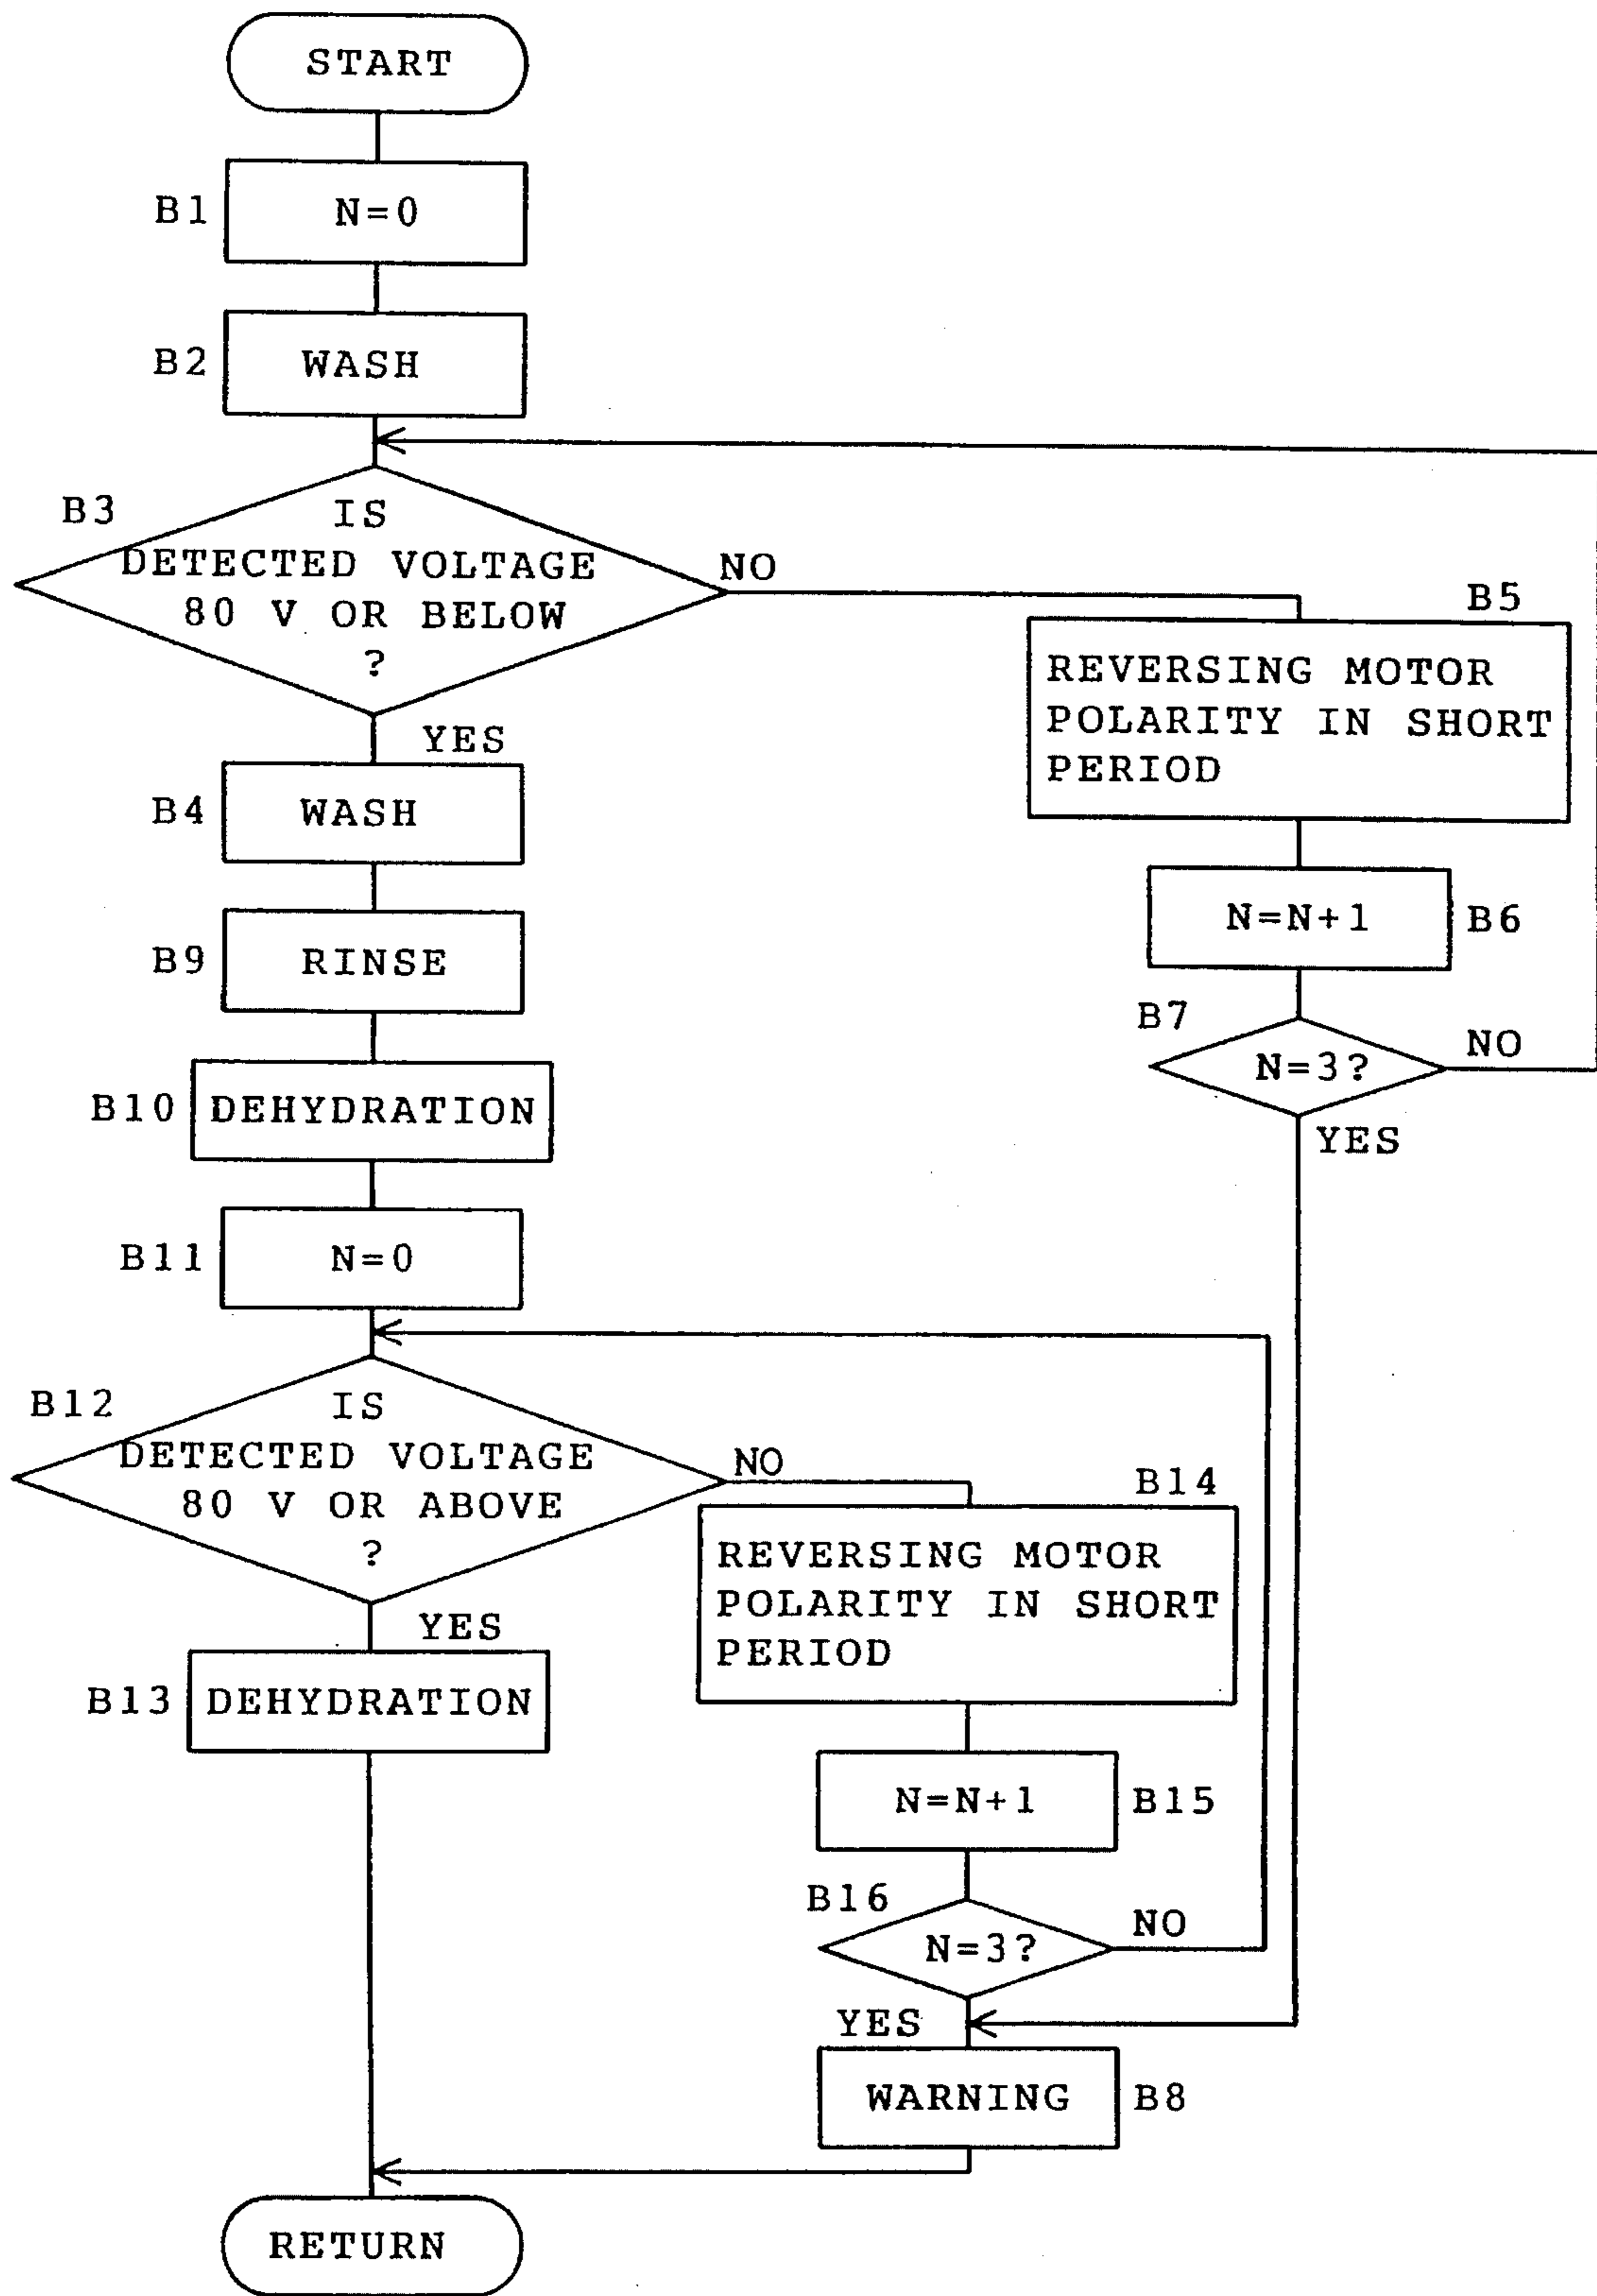 START
B1
N=0
B2
WASH
B3
IS
DETECTED VOLTAGE
80 V OR BELOW
?
NO
YES
B5
REVERSING MOTOR
POLARITY IN SHORT
PERIOD
B4
WASH
N=N+1
B6
B9
RINSE
B7
N=3?
NO
YES
B10
DEHYDRATION
B11
N=0
B12
IS
DETECTED VOLTAGE
80 V OR ABOVE
?
NO
YES
B14
REVERSING MOTOR
POLARITY IN SHORT
PERIOD
B13
DEHYDRATION
N=N+1
B15
B16
N=3?
NO
YES
WARNING
B8
RETURN